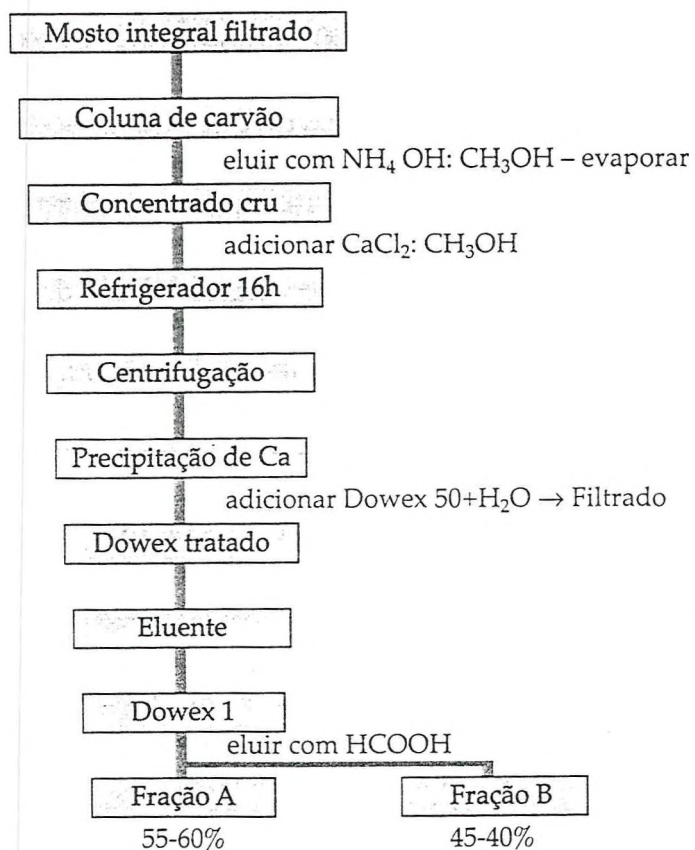 Mosto integral filtrado
Coluna de carvão
eluir com NH₄ OH: CH₃OH – evaporar
Concentrado cru
adicionar CaCl₂: CH₃OH
Refrigerador 16h
Centrifugação
Precipitação de Ca
adicionar Dowex 50+H₂O → Filtrado
Dowex tratado
Eluente
Dowex 1
eluir com HCOOH
Fração A
Fração B
55-60%
45-40%